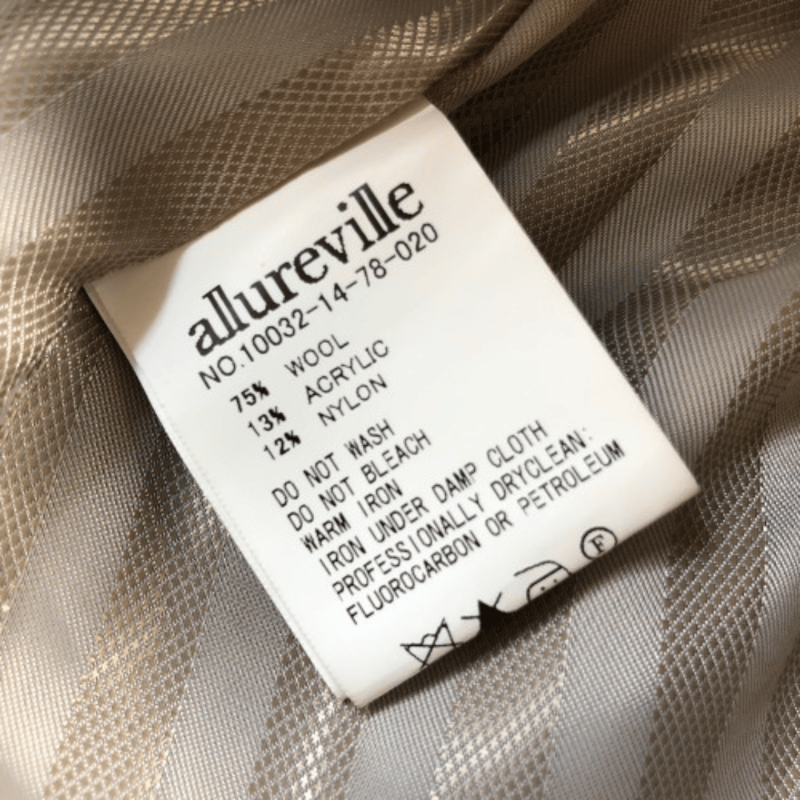 allureville
NO.10032-14-78-020
75% WOOL
13% ACRYLIC
12% NYLON
DO NOT WASH
DO NOT BLEACH
WARM IRON
IRON UNDER DAMP CLOTH
PROFESSIONALLY DRYCLEAN:
FLUOROCARBON OR PETROLEUM
F